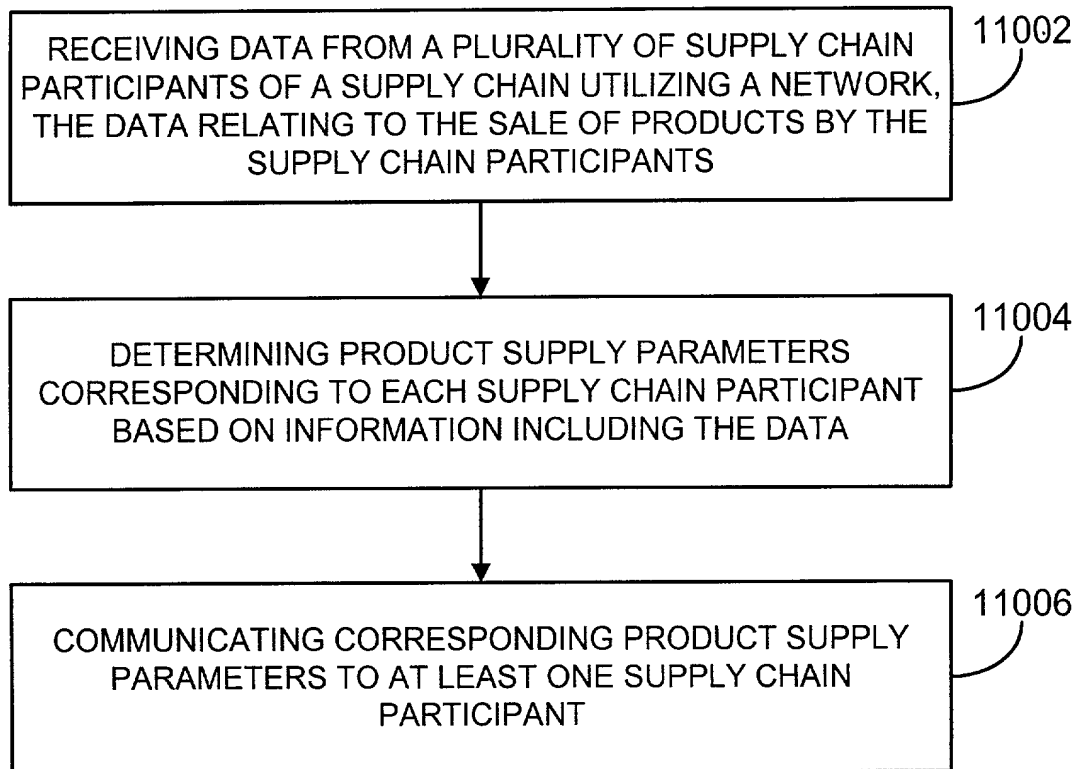 11002
RECEIVING DATA FROM A PLURALITY OF SUPPLY CHAIN
PARTICIPANTS OF A SUPPLY CHAIN UTILIZING A NETWORK,
THE DATA RELATING TO THE SALE OF PRODUCTS BY THE
SUPPLY CHAIN PARTICIPANTS
11004
DETERMINING PRODUCT SUPPLY PARAMETERS
CORRESPONDING TO EACH SUPPLY CHAIN PARTICIPANT
BASED ON INFORMATION INCLUDING THE DATA
11006
COMMUNICATING CORRESPONDING PRODUCT SUPPLY
PARAMETERS TO AT LEAST ONE SUPPLY CHAIN
PARTICIPANT